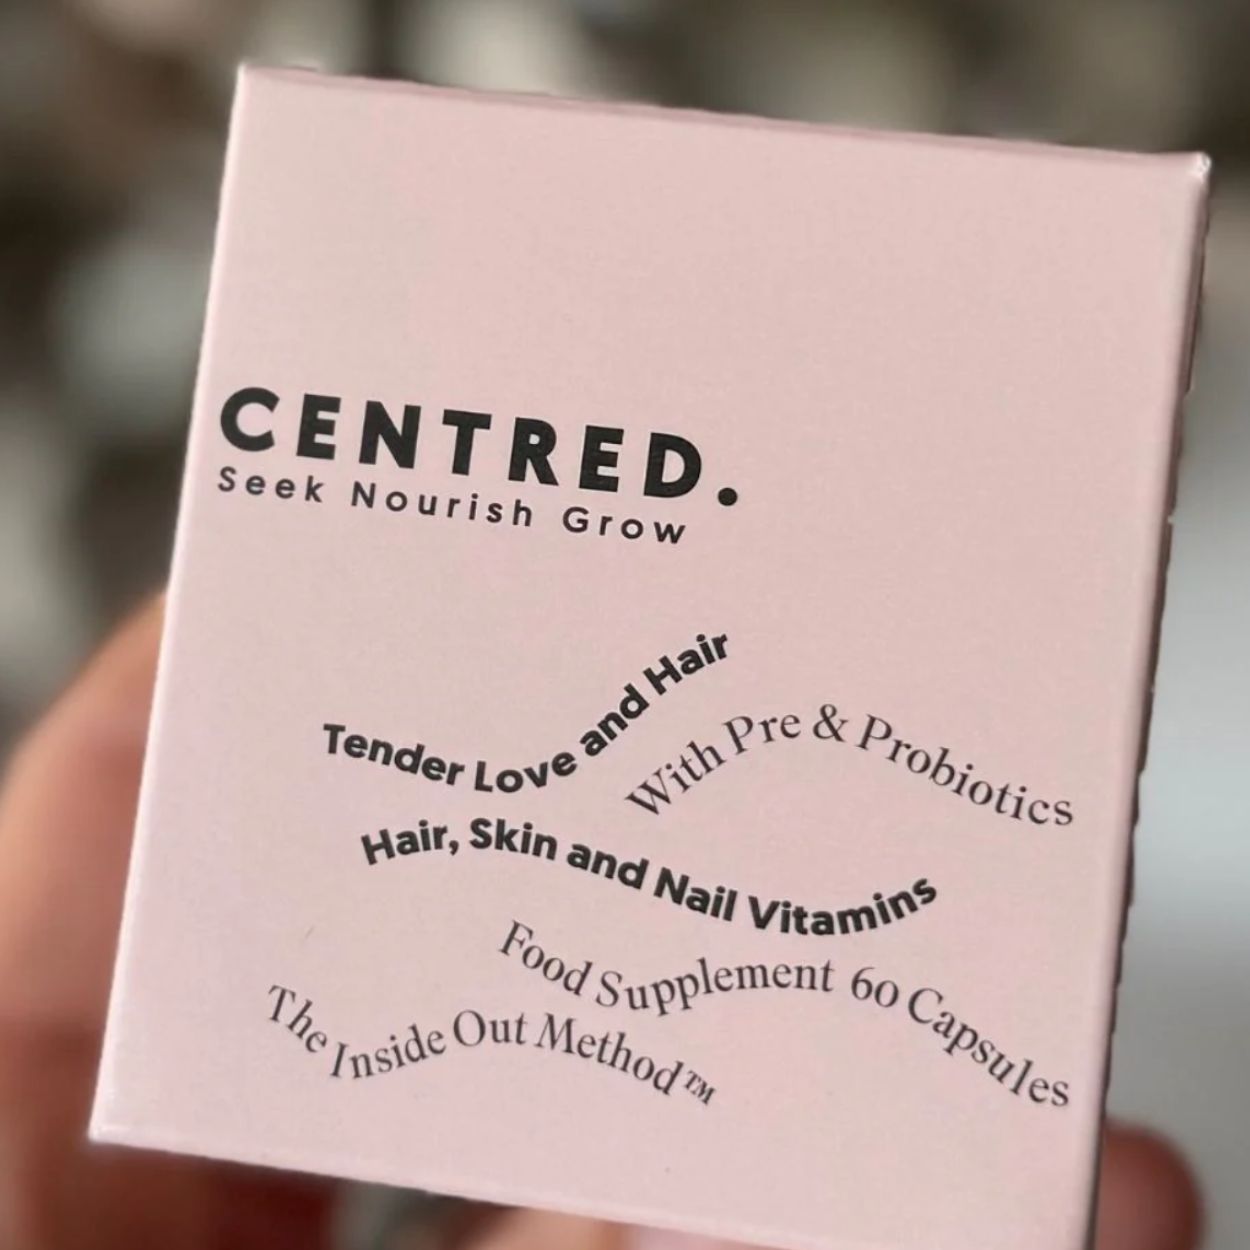 CENTRED.
Seek Nourish Grow
Tender Love and Hair
With Pre & Probiotics
Hair, Skin and Nail Vitamins
Food Supplement 60 Capsules
The Inside Out Method™